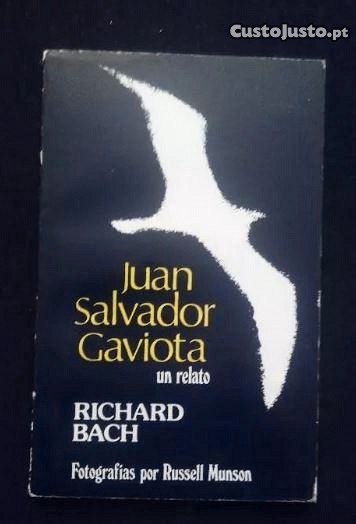 CustoJusto.pt
Juan
Salvador
Gaviota
un relato
RICHARD
BACH
Fotografías por Russell Munson